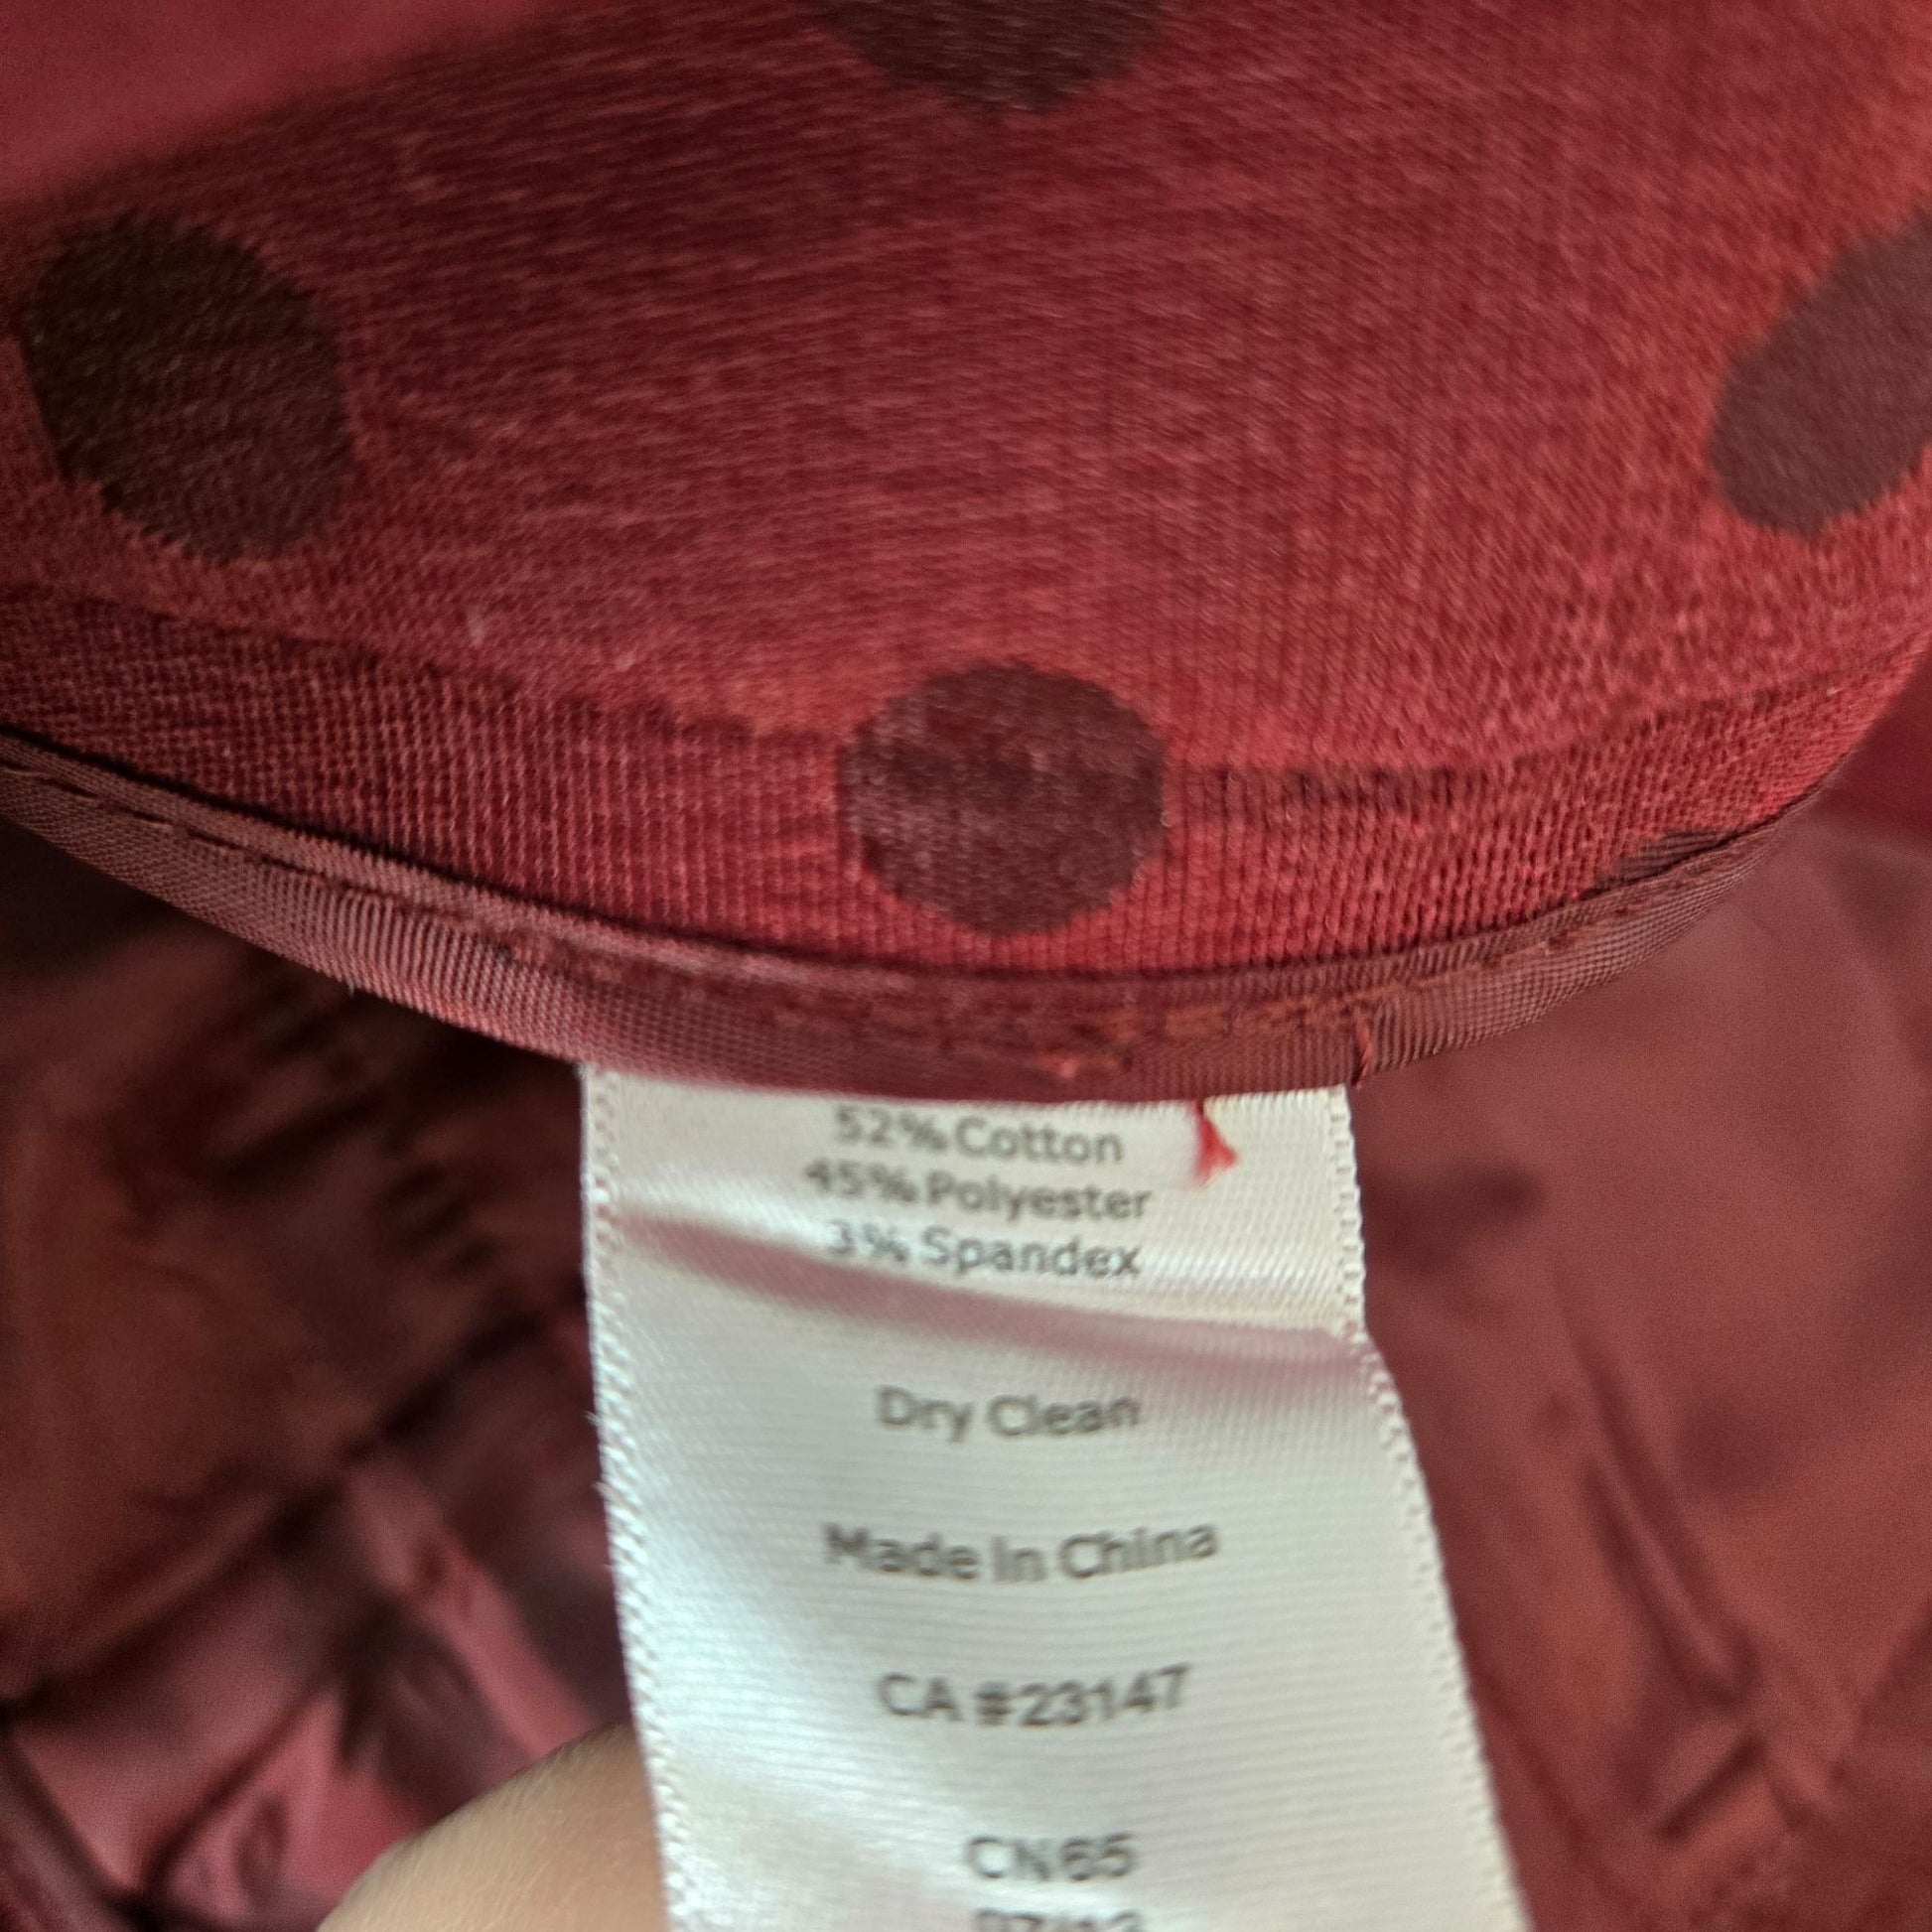 52% Cotton
45% Polyester
3% Spandex
Dry Clean
Made In China
CA #23147
CN65